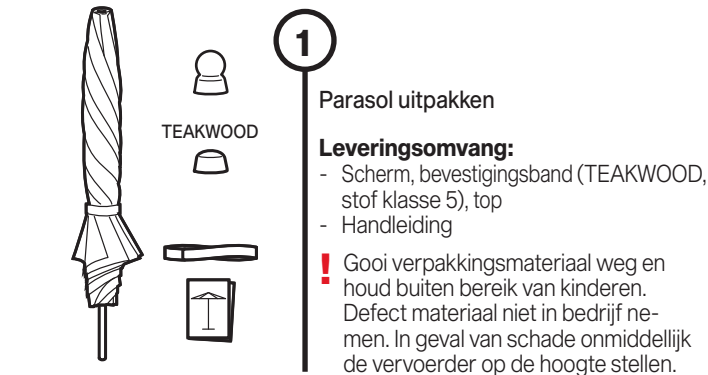 1
TEAKWOOD
Parasol uitpakken
Leveringsomvang:
- Scherm, bevestigingsband (TEAKWOOD,
stof klasse 5), top
- Handleiding
! Gooi verpakkingsmateriaal weg en
houd buiten bereik van kinderen.
Defect materiaal niet in bedrijf ne-
men. In geval van schade onmiddellijk
de vervoerder op de hoogte stellen.